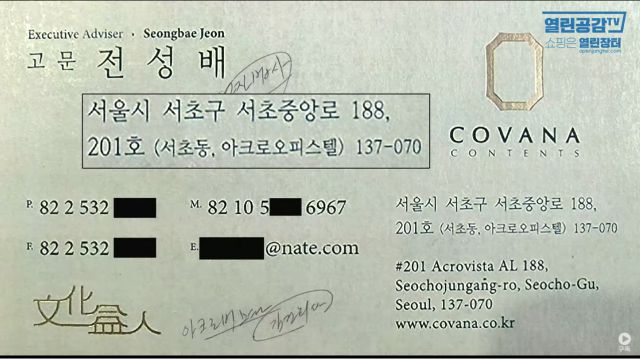 열린공감TV
쇼핑은 열린장터
openjangter.com
Executive Adviser · Seongbae Jeon
고문 전성배
서울시 서초구 서초중앙로 188,
201호 (서초동, 아크로오피스텔) 137-070
COVANA
CONTENTS
P. 82 2 532
M. 82 10 5 6967
F. 82 2 532
E. @nate.com
서울시 서초구 서초중앙로 188,
201호 (서초동, 아크로오피스텔) 137-070
#201 Acrovista AL 188,
Seochojungang-ro, Seocho-Gu,
Seoul, 137-070
www.covana.co.kr
文化益人
구독